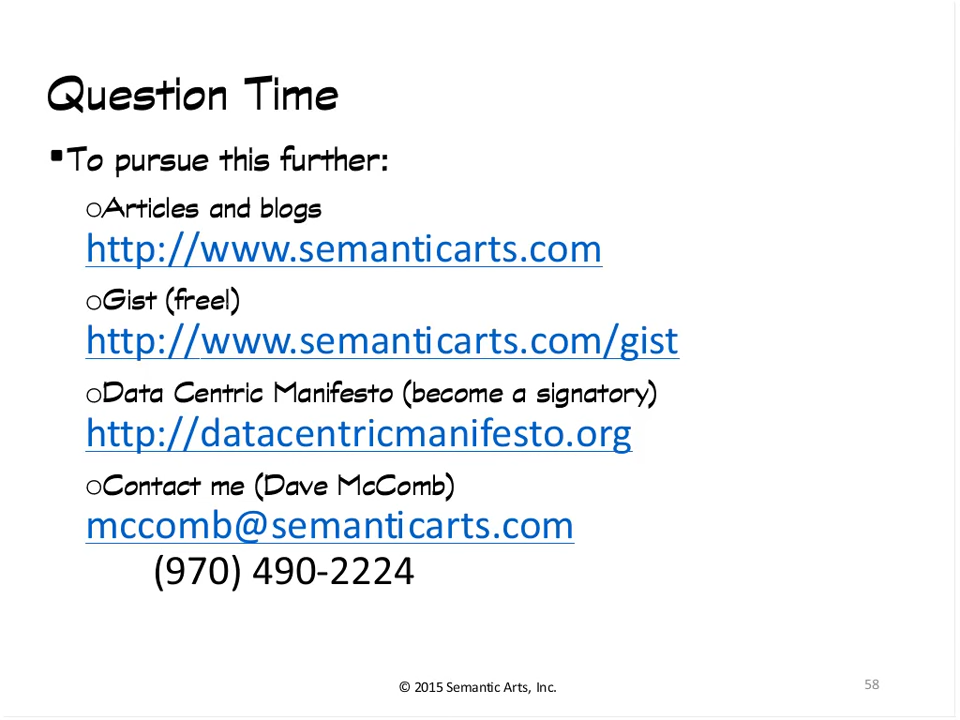 Question Time
▪To pursue this further:
oArticles and blogs
http://www.semanticarts.com
oGist (free!)
http://www.semanticarts.com/gist
oData Centric Manifesto (become a signatory)
http://datacentricmanifesto.org
oContact me (Dave McComb)
mccomb@semanticarts.com
(970) 490-2224
© 2015 Semantic Arts, Inc.
58